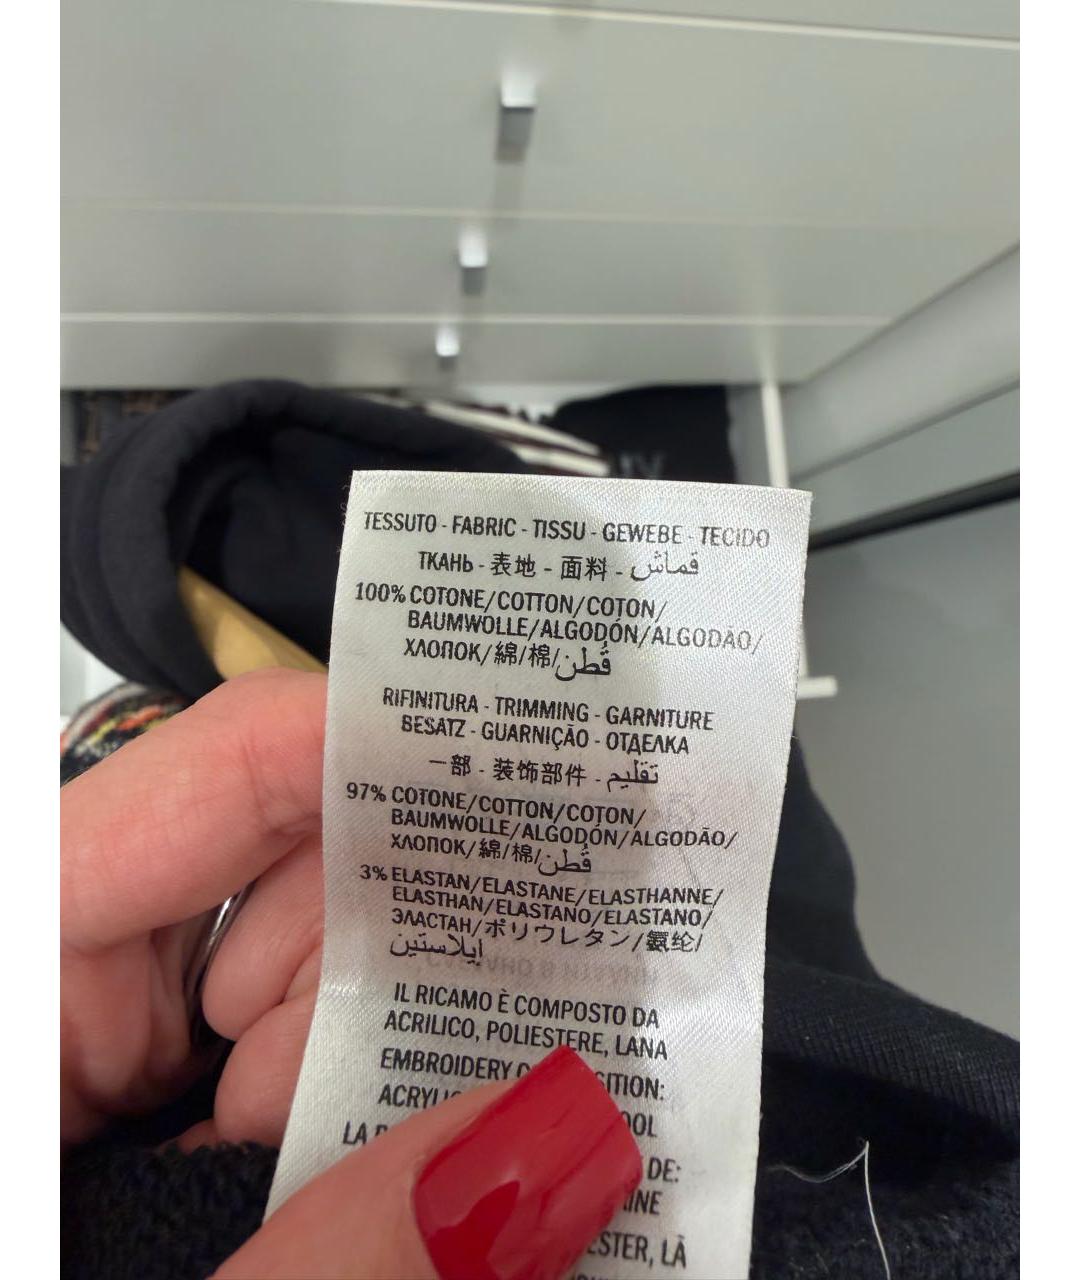 TESSUTO - FABRIC - TISSU - GEWEBE - TECIDO
ТКАНЬ - 表地 - 面料 - قماش
100% COTONE/COTTON/COTON/
BAUMWOLLE/ALGODÓN/ALGODÃO/
ХЛОПОК/綿/棉/قُطن
RIFINITURA - TRIMMING - GARNITURE
BESATZ - GUARNIÇÃO - ОТДЕЛКА
一部 - 装饰部件 - تقليم
97% COTONE/COTTON/COTON/
BAUMWOLLE/ALGODÓN/ALGODÃO/
ХЛОПОК/綿/棉/قُطن
3% ELASTAN/ELASTANE/ELASTHANNE/
ELASTHAN/ELASTANO/ELASTANO/
ЭЛАСТАН/ポリウレタン/氨纶/
إيلاستين
IL RICAMO È COMPOSTO DA
ACRILICO, POLIESTERE, LANA
EMBROIDERY
LA
DE:
LÃ